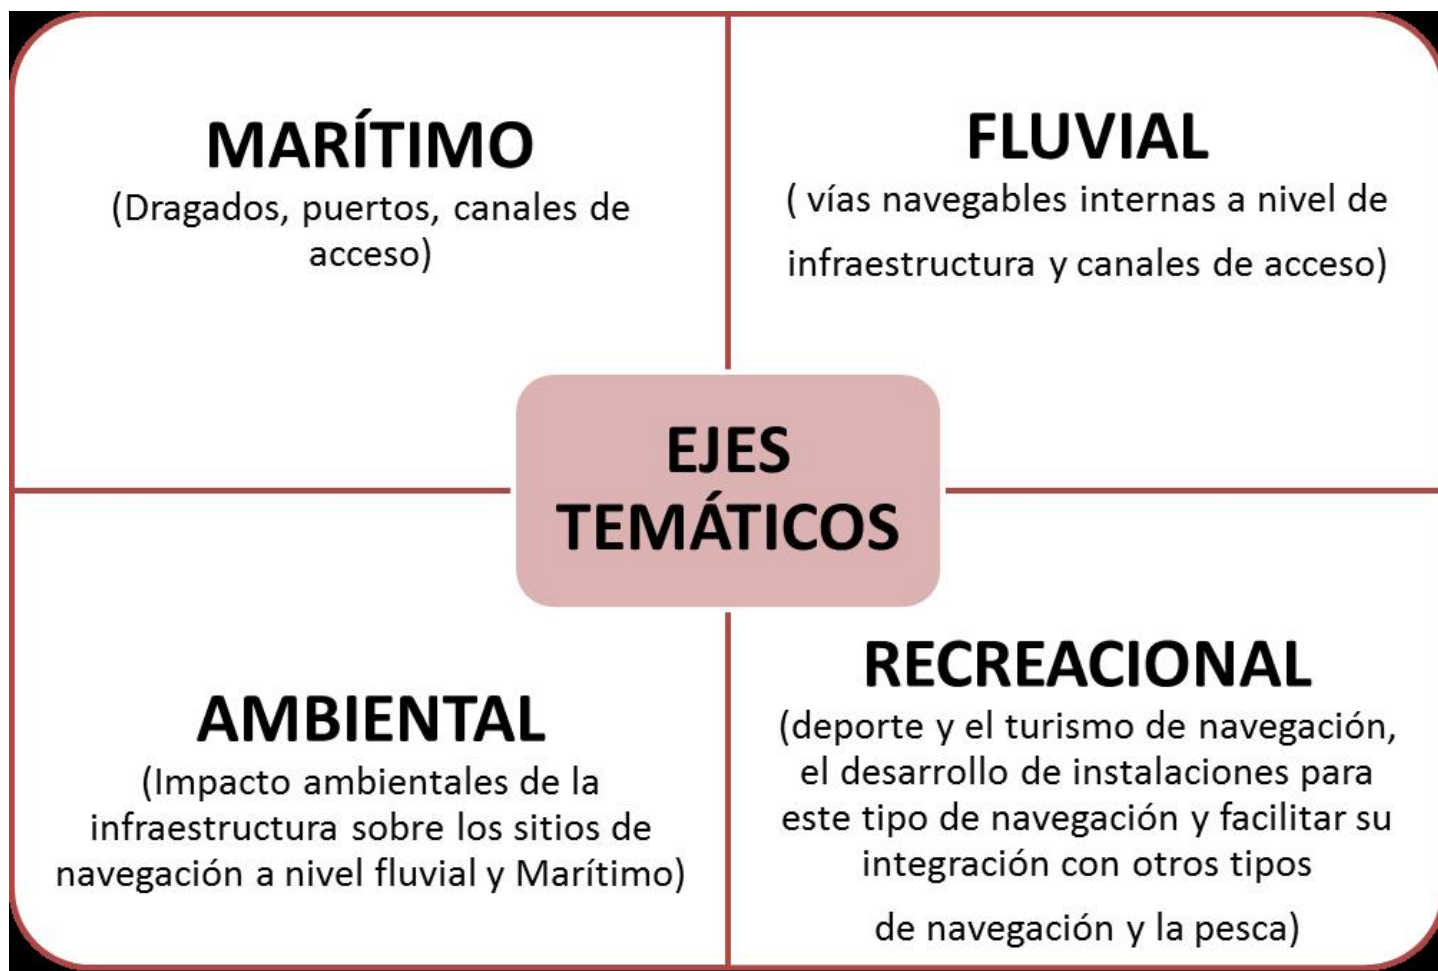 MARÍTIMO
(Dragados, puertos, canales de
acceso)
FLUVIAL
( vías navegables internas a nivel de
infraestructura y canales de acceso)
EJES
TEMÁTICOS
AMBIENTAL
(Impacto ambientales de la
infraestructura sobre los sitios de
navegación a nivel fluvial y Marítimo)
RECREACIONAL
(deporte y el turismo de navegación,
el desarrollo de instalaciones para
este tipo de navegación y facilitar su
integración con otros tipos
de navegación y la pesca)